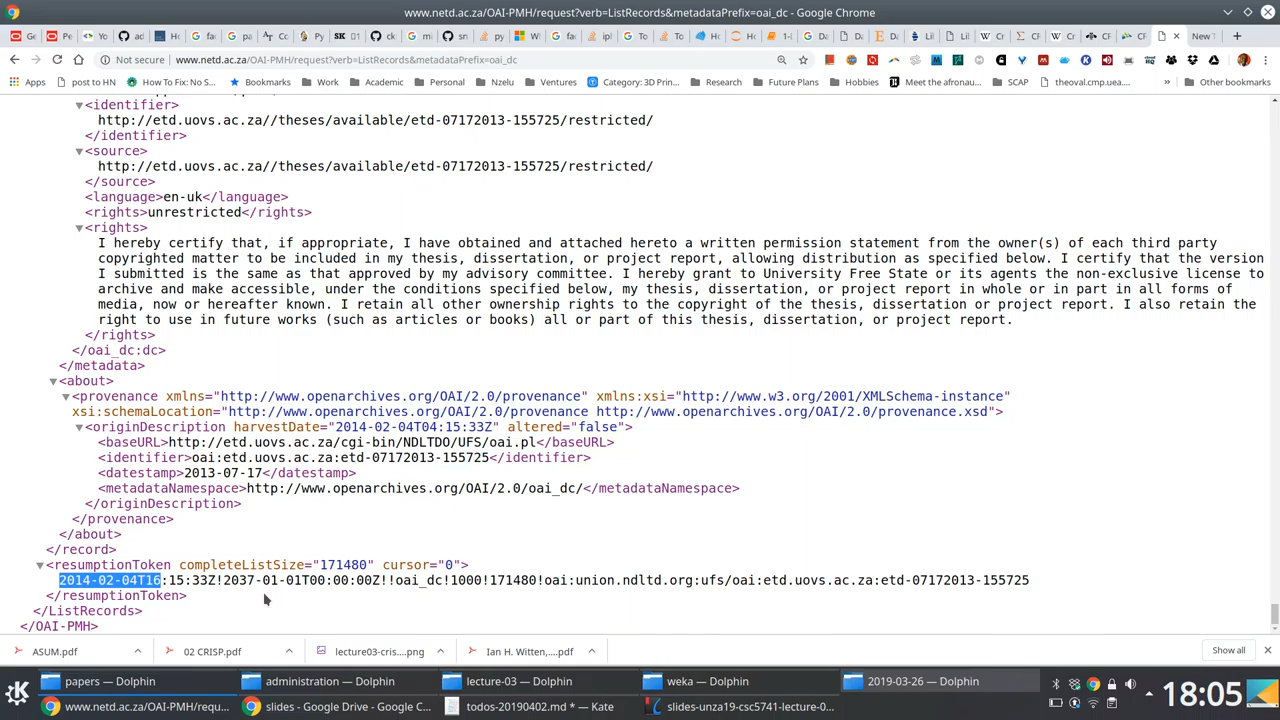 www.netd.ac.za/OAI-PMH/request?verb=ListRecords&metadataPrefix=oai_dc - Google Chrome
Not secure | www.netd.ac.za/OAI-PMH/request?verb=ListRecords&metadataPrefix=oai_dc
Apps post to HN How To Fix: No S... Bookmarks Work Academic Personal Nzelu Ventures Category: 3D Prin... Research Future Plans Hobbies Meet the afronau... SCAP theoval.cmp.uea.... » Other bookmarks
<identifier>
http://etd.uovs.ac.za//theses/available/etd-07172013-155725/restricted/
</identifier>
<source>
http://etd.uovs.ac.za//theses/available/etd-07172013-155725/restricted/
</source>
<language>en-uk</language>
<rights>unrestricted</rights>
<rights>
I hereby certify that, if appropriate, I have obtained and attached hereto a written permission statement from the owner(s) of each third party
copyrighted matter to be included in my thesis, dissertation, or project report, allowing distribution as specified below. I certify that the version
I submitted is the same as that approved by my advisory committee. I hereby grant to University Free State or its agents the non-exclusive license to
archive and make accessible, under the conditions specified below, my thesis, dissertation, or project report in whole or in part in all forms of
media, now or hereafter known. I retain all other ownership rights to the copyright of the thesis, dissertation or project report. I also retain the
right to use in future works (such as articles or books) all or part of this thesis, dissertation, or project report.
</rights>
</oai_dc:dc>
</metadata>
<about>
<provenance xmlns="http://www.openarchives.org/OAI/2.0/provenance" xmlns:xsi="http://www.w3.org/2001/XMLSchema-instance"
xsi:schemaLocation="http://www.openarchives.org/OAI/2.0/provenance http://www.openarchives.org/OAI/2.0/provenance.xsd">
<originDescription harvestDate="2014-02-04T04:15:33Z" altered="false">
<baseURL>http://etd.uovs.ac.za/cgi-bin/NDLTDO/UFS/oai.pl</baseURL>
<identifier>oai:etd.uovs.ac.za:etd-07172013-155725</identifier>
<datestamp>2013-07-17</datestamp>
<metadataNamespace>http://www.openarchives.org/OAI/2.0/oai_dc/</metadataNamespace>
</originDescription>
</provenance>
</about>
</record>
<resumptionToken completeListSize="171480" cursor="0">
2014-02-04T16:15:33Z!2037-01-01T00:00:00Z!!oai_dc!1000!171480!oai:union.ndltd.org:ufs/oai:etd.uovs.ac.za:etd-07172013-155725
</resumptionToken>
</ListRecords>
</OAI-PMH>
ASUM.pdf 02 CRISP.pdf lecture03-cris....png Ian H. Witten,....pdf Show all
papers — Dolphin administration — Dolphin lecture-03 — Dolphin weka — Dolphin 2019-03-26 — Dolphin
www.netd.ac.za/OAI-PMH/requ... slides - Google Drive - Google C... todos-20190402.md * — Kate slides-unza19-csc5741-lecture-0...
18:05